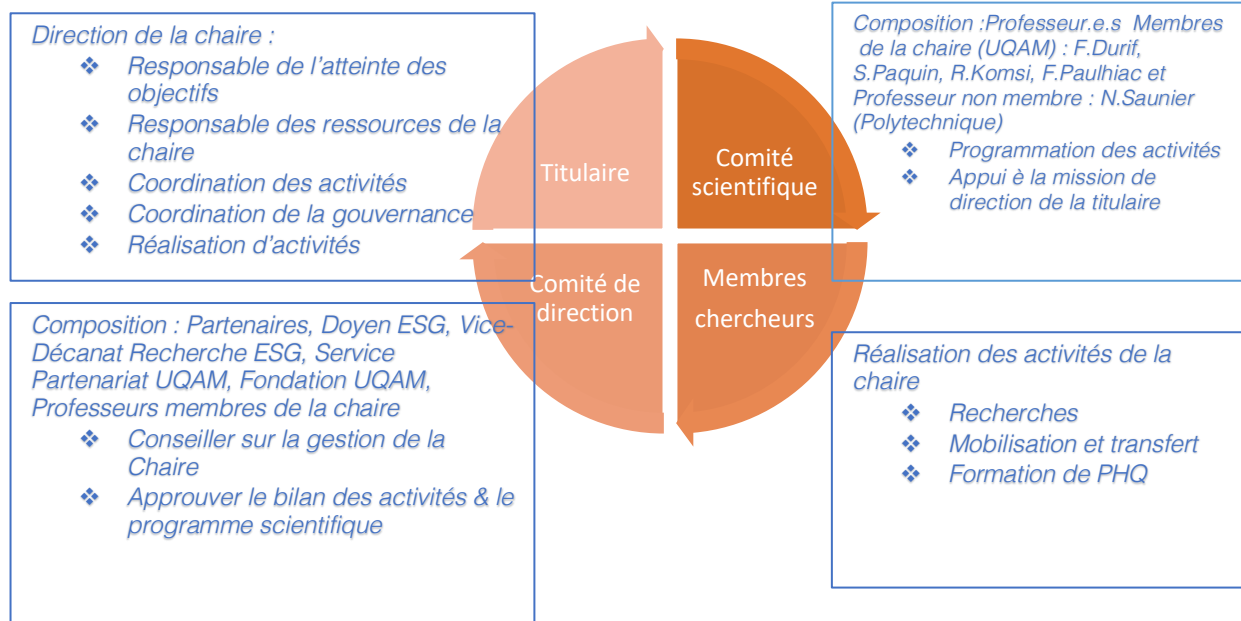 Direction de la chaire :
❖ Responsable de l'atteinte des
objectifs
❖ Responsable des ressources de la
chaire
❖ Coordination des activités
❖ Coordination de la gouvernance
❖ Réalisation d'activités
Titulaire
Comité
scientifique
Composition :Professeur.e.s Membres
de la chaire (UQAM) : F.Durif,
S.Paquin, R.Komsi, F.Paulhiac et
Professeur non membre : N.Saunier
(Polytechnique)
❖ Programmation des activités
❖ Appui è la mission de
direction de la titulaire
Composition : Partenaires, Doyen ESG, Vice-
Décanat Recherche ESG, Service
Partenariat UQAM, Fondation UQAM,
Professeurs membres de la chaire
❖ Conseiller sur la gestion de la
Chaire
❖ Approuver le bilan des activités & le
programme scientifique
Comité de
direction
Membres
chercheurs
Réalisation des activités de la
chaire
❖ Recherches
❖ Mobilisation et transfert
❖ Formation de PHQ